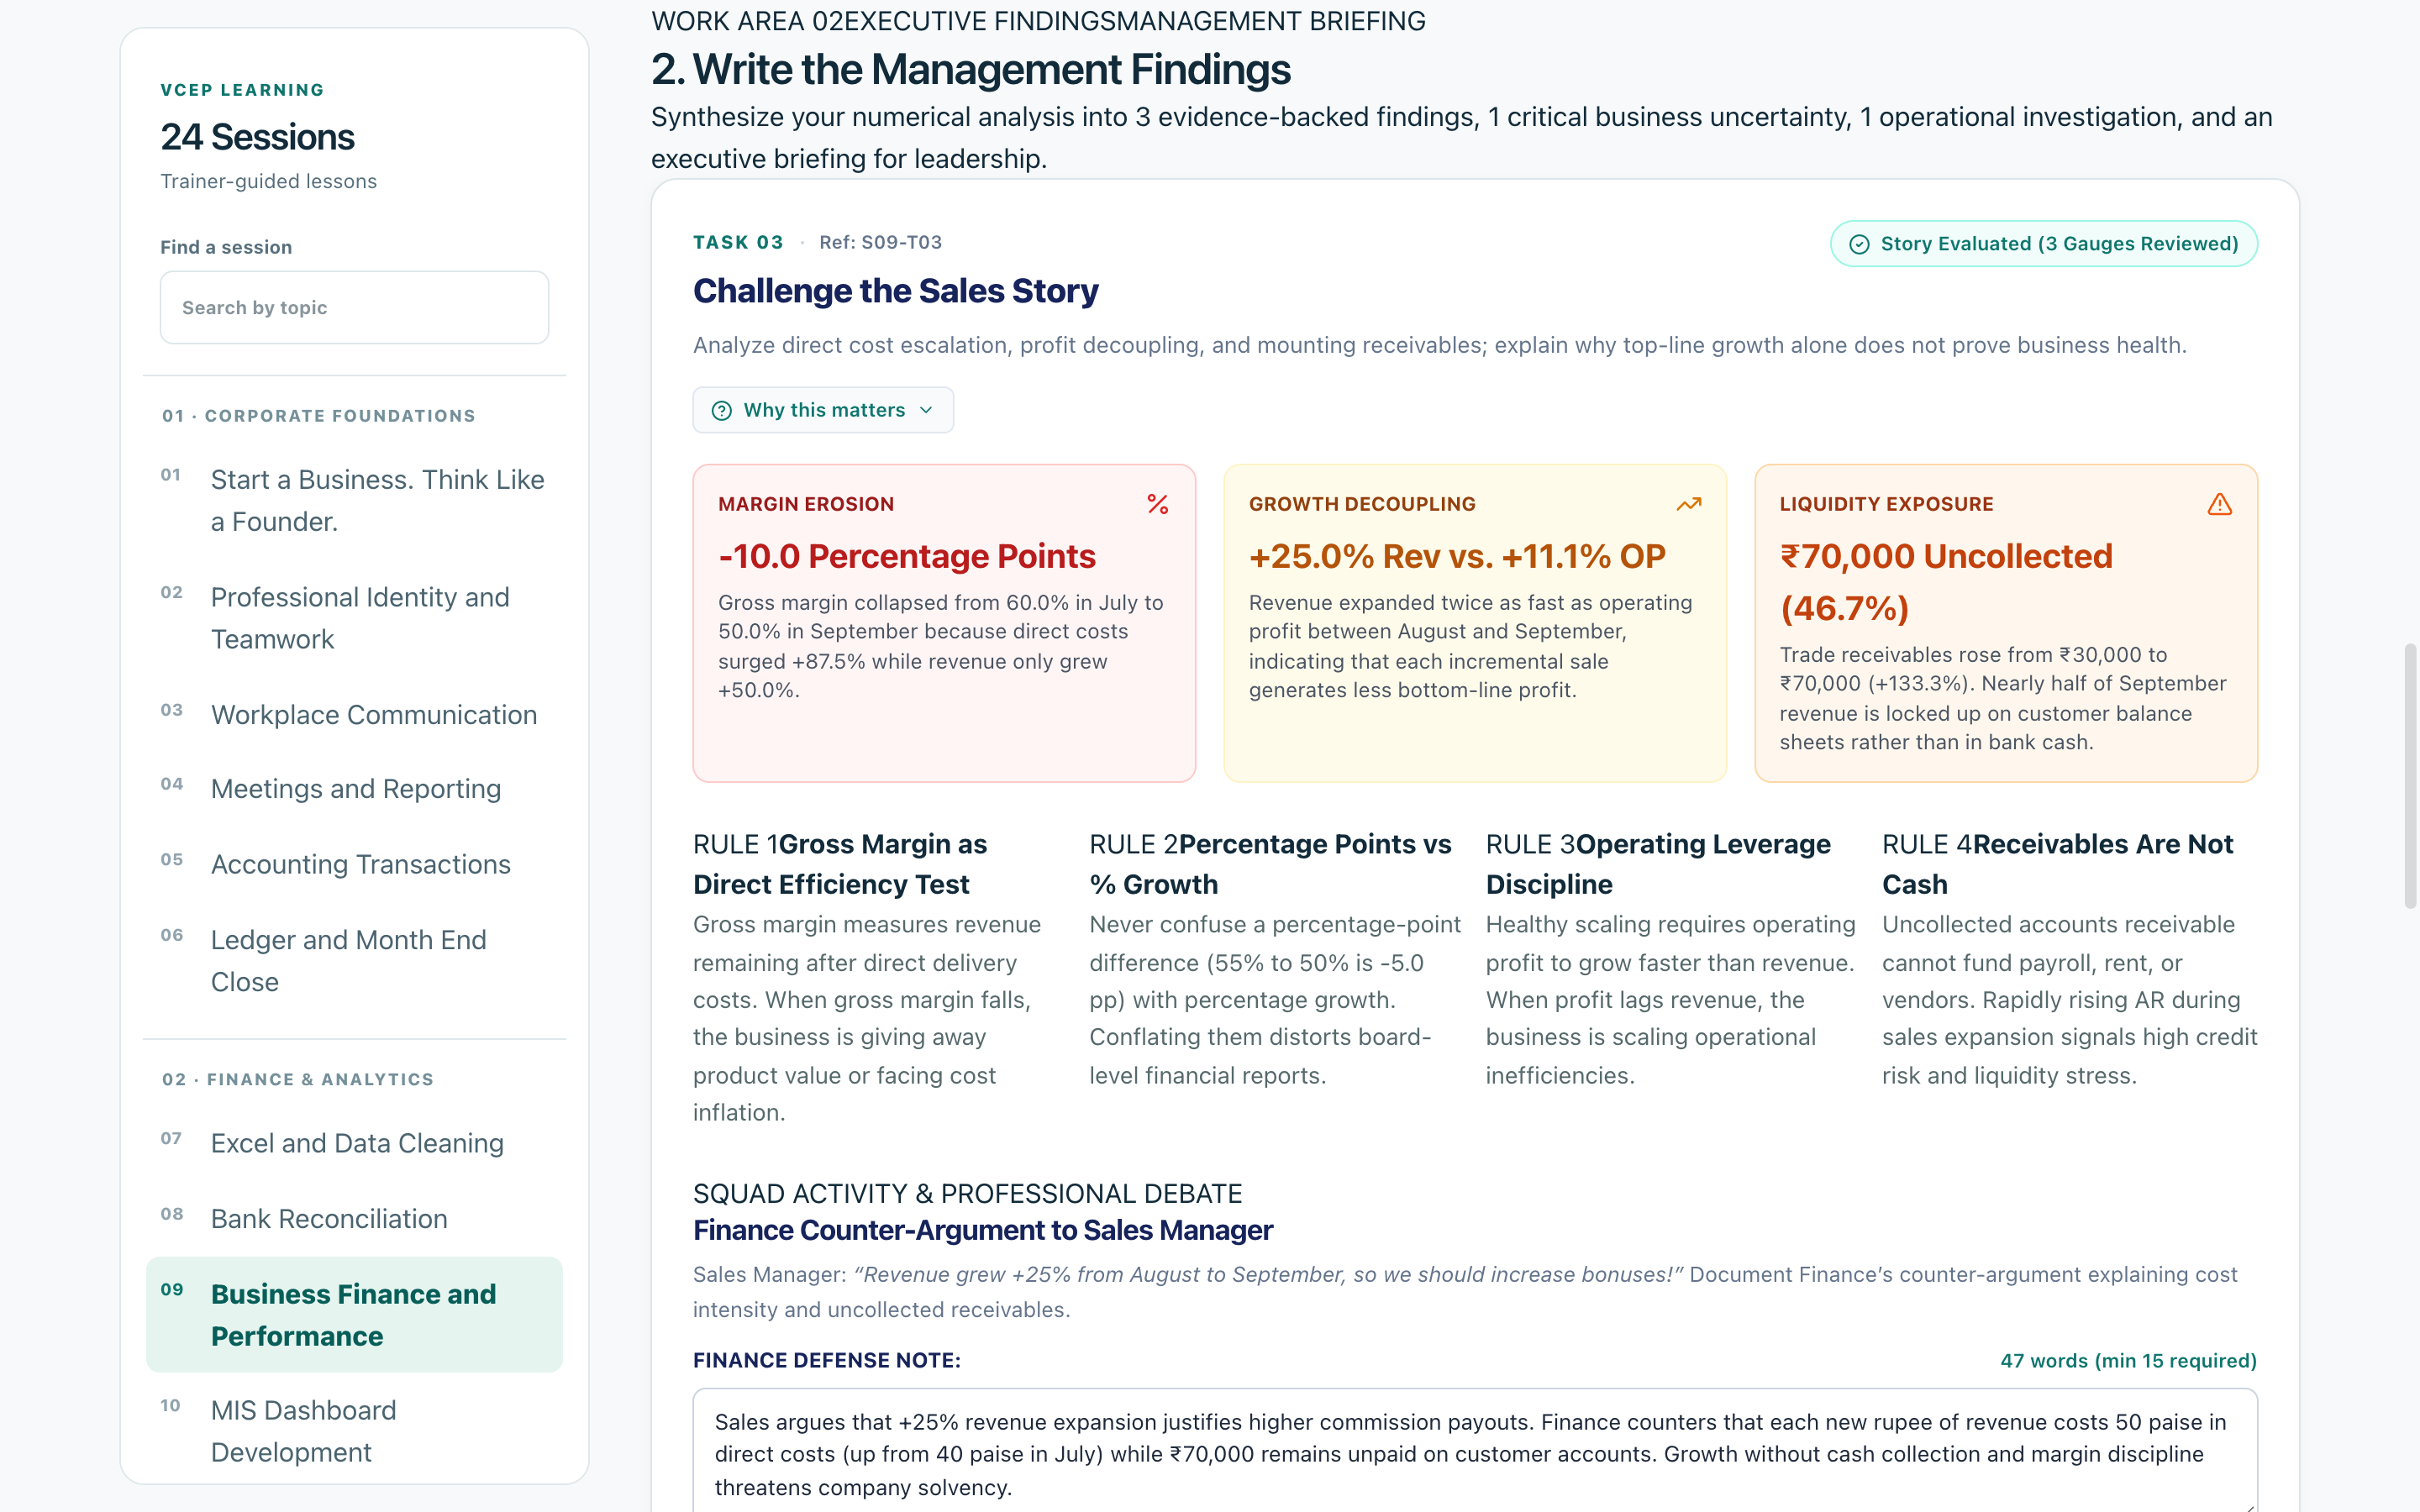 VCEP LEARNING
24 Sessions
Trainer-guided lessons
Find a session
Search by topic
01 · CORPORATE FOUNDATIONS
01 Start a Business. Think Like
a Founder.
02 Professional Identity and
Teamwork
03 Workplace Communication
04 Meetings and Reporting
05 Accounting Transactions
06 Ledger and Month End
Close
02 · FINANCE & ANALYTICS
07 Excel and Data Cleaning
08 Bank Reconciliation
09 Business Finance and
Performance
10 MIS Dashboard
Development
WORK AREA 02EXECUTIVE FINDINGSMANAGEMENT BRIEFING
2. Write the Management Findings
Synthesize your numerical analysis into 3 evidence-backed findings, 1 critical business uncertainty, 1 operational investigation, and an
executive briefing for leadership.
TASK 03 · Ref: S09-T03
Story Evaluated (3 Gauges Reviewed)
Challenge the Sales Story
Analyze direct cost escalation, profit decoupling, and mounting receivables; explain why top-line growth alone does not prove business health.
Why this matters
MARGIN EROSION
-10.0 Percentage Points
Gross margin collapsed from 60.0% in July to
50.0% in September because direct costs
surged +87.5% while revenue only grew
+50.0%.
GROWTH DECOUPLING
+25.0% Rev vs. +11.1% OP
Revenue expanded twice as fast as operating
profit between August and September,
indicating that each incremental sale
generates less bottom-line profit.
LIQUIDITY EXPOSURE
₹70,000 Uncollected
(46.7%)
Trade receivables rose from ₹30,000 to
₹70,000 (+133.3%). Nearly half of September
revenue is locked up on customer balance
sheets rather than in bank cash.
RULE 1Gross Margin as
Direct Efficiency Test
Gross margin measures revenue
remaining after direct delivery
costs. When gross margin falls,
the business is giving away
product value or facing cost
inflation.
RULE 2Percentage Points vs
% Growth
Never confuse a percentage-point
difference (55% to 50% is -5.0
pp) with percentage growth.
Conflating them distorts board-
level financial reports.
RULE 3Operating Leverage
Discipline
Healthy scaling requires operating
profit to grow faster than revenue.
When profit lags revenue, the
business is scaling operational
inefficiencies.
RULE 4Receivables Are Not
Cash
Uncollected accounts receivable
cannot fund payroll, rent, or
vendors. Rapidly rising AR during
sales expansion signals high credit
risk and liquidity stress.
SQUAD ACTIVITY & PROFESSIONAL DEBATE
Finance Counter-Argument to Sales Manager
Sales Manager: “Revenue grew +25% from August to September, so we should increase bonuses!” Document Finance’s counter-argument explaining cost
intensity and uncollected receivables.
FINANCE DEFENSE NOTE:
47 words (min 15 required)
Sales argues that +25% revenue expansion justifies higher commission payouts. Finance counters that each new rupee of revenue costs 50 paise in
direct costs (up from 40 paise in July) while ₹70,000 remains unpaid on customer accounts. Growth without cash collection and margin discipline
threatens company solvency.